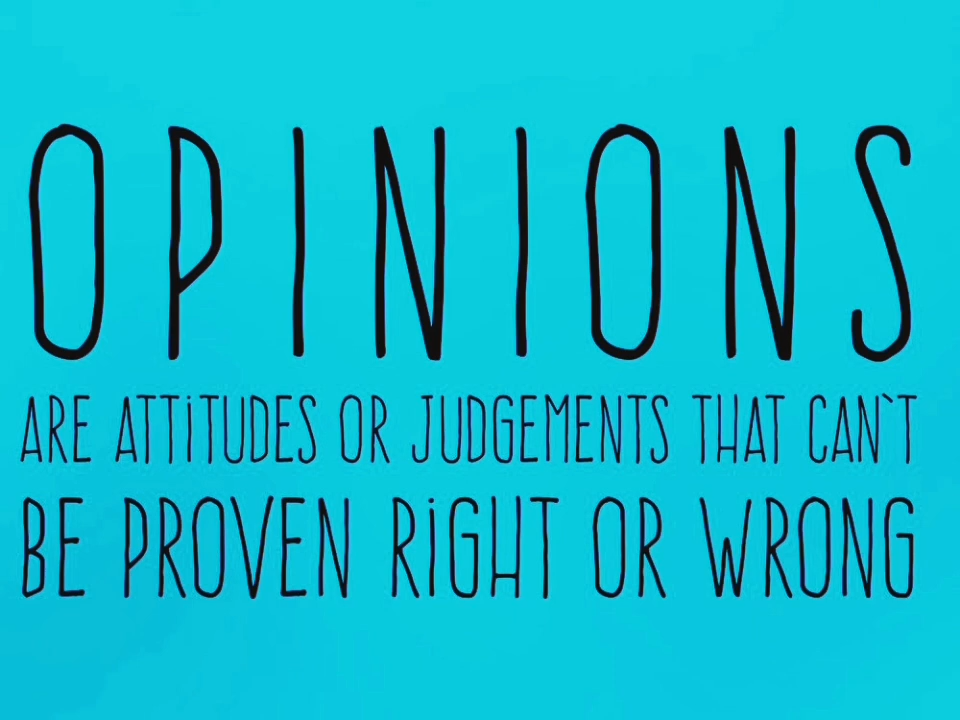 OPINIONS
ARE ATTITUDES OR JUDGEMENTS THAT CAN`T
BE PROVEN RIGHT OR WRONG